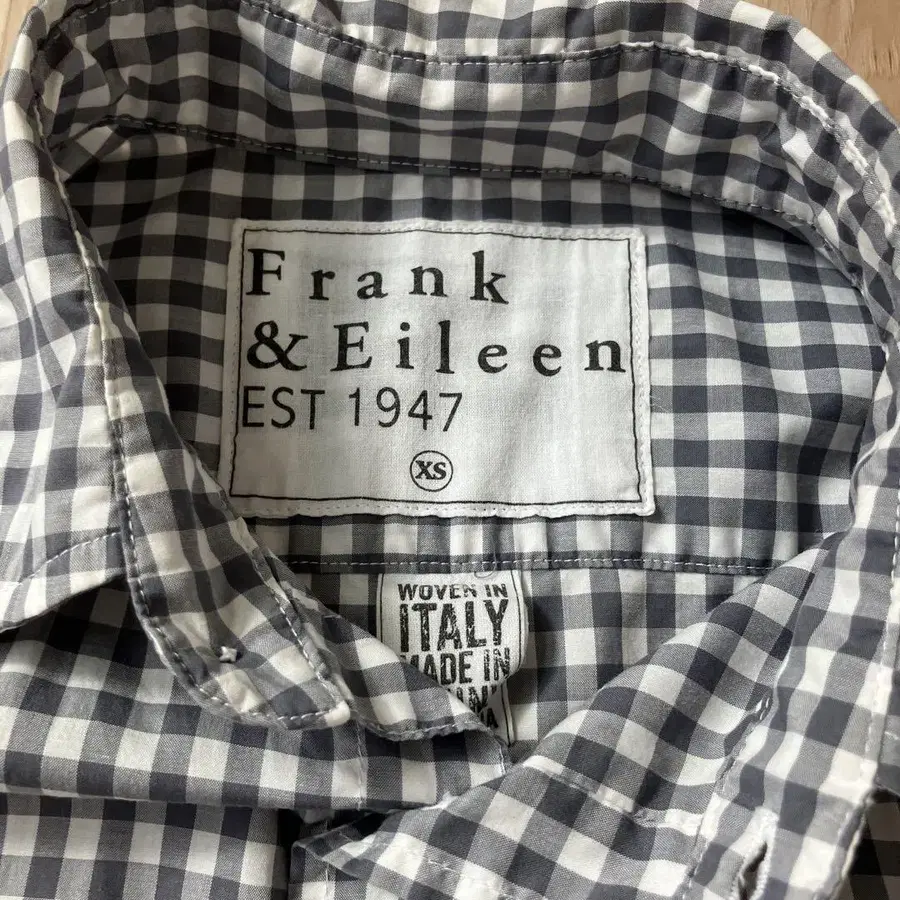 Frank
& Eileen
EST 1947
XS
WOVEN IN
ITALY
MADE IN